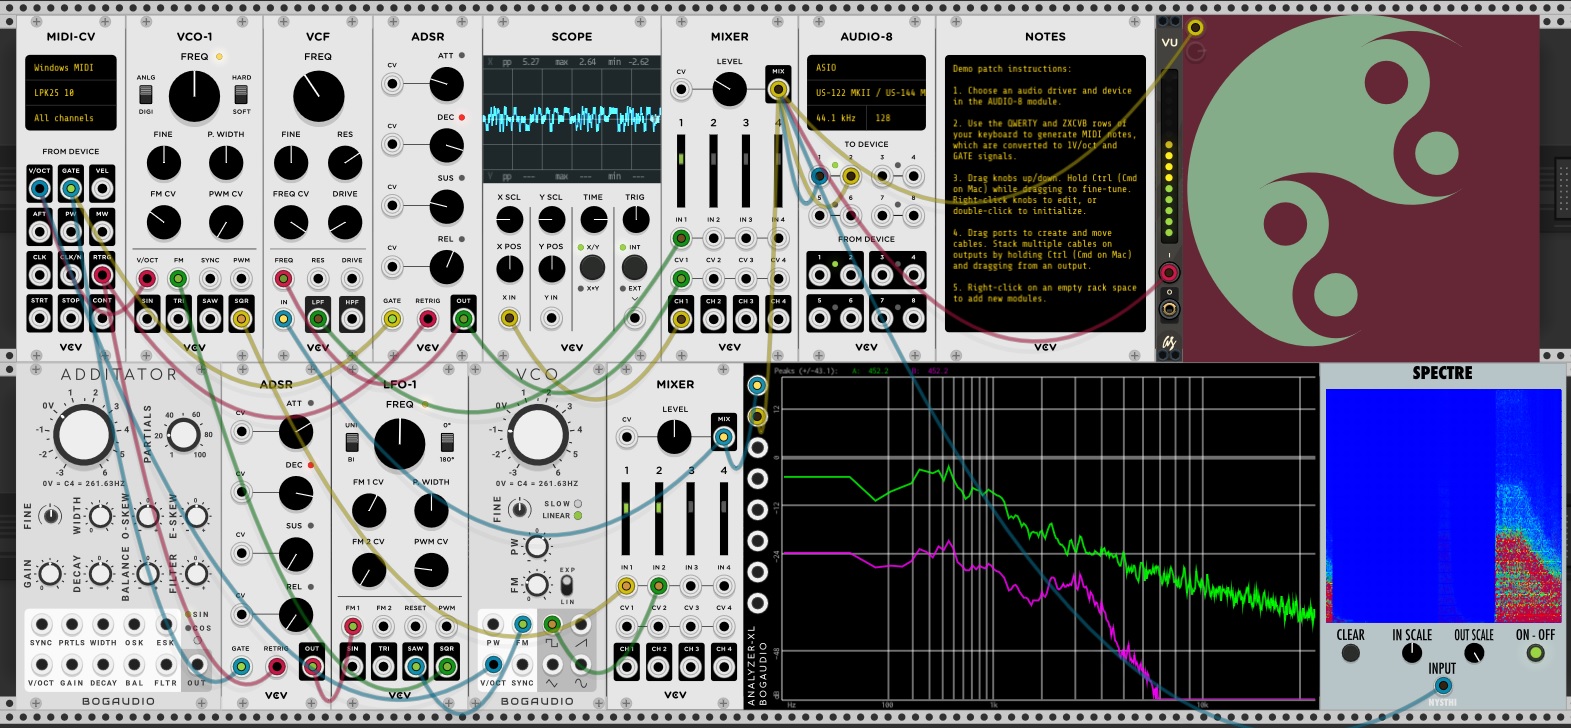 MIDI-CV
Windows MIDI
LPK25 10
All channels
FROM DEVICE
V/OCT GATE VEL
AFT PW MW
CLK CLK/N RTRG
STRT STOP CONT
VCV
VCO-1
FREQ
ANLG
DIGI
HARD
SOFT
FINE P. WIDTH
FM CV PWM CV
V/OCT FM SYNC PWM
SIN TRI SAW SQR
VCV
VCF
FREQ
FINE RES
FREQ CV DRIVE
FREQ RES DRIVE
IN LPF HPF
VCV
ADSR
ATT
CV
DEC
CV
SUS
CV
REL
CV
GATE RETRIG OUT
VCV
SCOPE
X pp 5.27 max 2.64 min -2.62
Y pp --- max --- min ---
X SCL Y SCL TIME TRIG
X POS Y POS X/Y INT
X×Y EXT
X IN Y IN
VCV
MIXER
LEVEL
CV
MIX
1 2 3 4
IN 1 IN 2 IN 3 IN 4
CV 1 CV 2 CV 3 CV 4
CH 1 CH 2 CH 3 CH 4
VCV
AUDIO-8
ASIO
US-122 MKII / US-144 M
44.1 kHz 128
TO DEVICE
1 2 3 4
5 6 7 8
FROM DEVICE
1 2 3 4
5 6 7 8
VCV
NOTES
Demo patch instructions:
1. Choose an audio driver and device
in the AUDIO-8 module.
2. Use the QWERTY and ZXCVB rows of
your keyboard to generate MIDI notes,
which are converted to 1V/oct and
GATE signals.
3. Drag knobs up/down. Hold Ctrl (Cmd
on Mac) while dragging to fine-tune.
Right-click knobs to edit, or
double-click to initialize.
4. Drag ports to create and move
cables. Stack multiple cables on
outputs by holding Ctrl (Cmd on Mac)
and dragging from an output.
5. Right-click on an empty rack space
to add new modules.
VCV
VU
I
O
ADDITATOR
0V
-1
-2
-3
1
2
3
4
5
6
0V = C4 = 261.63HZ
PARTIALS
1 20 40 60 80 100
FINE WIDTH O-SKEW E-SKEW
GAIN DECAY BALANCE FILTER
SIN
COS
SYNC PRTLS WIDTH OSK ESK
V/OCT GAIN DECAY BAL FLTR OUT
BOGAUDIO
ADSR
ATT
CV
DEC
CV
SUS
CV
REL
CV
GATE RETRIG OUT
VCV
LFO-1
FREQ
UNI
BI
0°
180°
FM 1 CV P. WIDTH
FM 2 CV PWM CV
FM 1 FM 2 RESET PWM
SIN TRI SAW SQR
VCV
VCO
0V
-1
-2
-3
1
2
3
4
5
6
0V = C4 = 261.63HZ
FINE
SLOW
LINEAR
PW
FM
EXP
LIN
PW FM
V/OCT SYNC
BOGAUDIO
MIXER
LEVEL
CV
MIX
1 2 3 4
IN 1 IN 2 IN 3 IN 4
CV 1 CV 2 CV 3 CV 4
CH 1 CH 2 CH 3 CH 4
VCV
ANALYZER-XL
BOGAUDIO
Peaks (+/-43.1): A: 452.2 B: 452.2
12
0
-12
-24
-48
dB
Hz 100 1k 10k
SPECTRE
CLEAR IN SCALE OUT SCALE ON - OFF
INPUT
NYSTHI